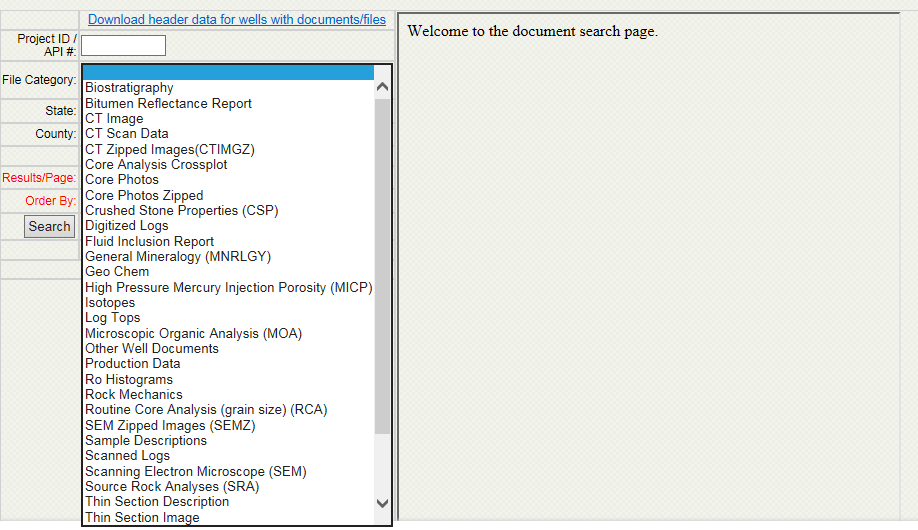 Download header data for wells with documents/files
Project ID /
API #:
File Category:
Biostratigraphy
Bitumen Reflectance Report
CT Image
CT Scan Data
CT Zipped Images(CTIMGZ)
Core Analysis Crossplot
Core Photos
Core Photos Zipped
Crushed Stone Properties (CSP)
Digitized Logs
Fluid Inclusion Report
General Mineralogy (MNRLGY)
Geo Chem
High Pressure Mercury Injection Porosity (MICP)
Isotopes
Log Tops
Microscopic Organic Analysis (MOA)
Other Well Documents
Production Data
Ro Histograms
Rock Mechanics
Routine Core Analysis (grain size) (RCA)
SEM Zipped Images (SEMZ)
Sample Descriptions
Scanned Logs
Scanning Electron Microscope (SEM)
Source Rock Analyses (SRA)
Thin Section Description
Thin Section Image
State:
County:
Results/Page:
Order By:
Search
Welcome to the document search page.